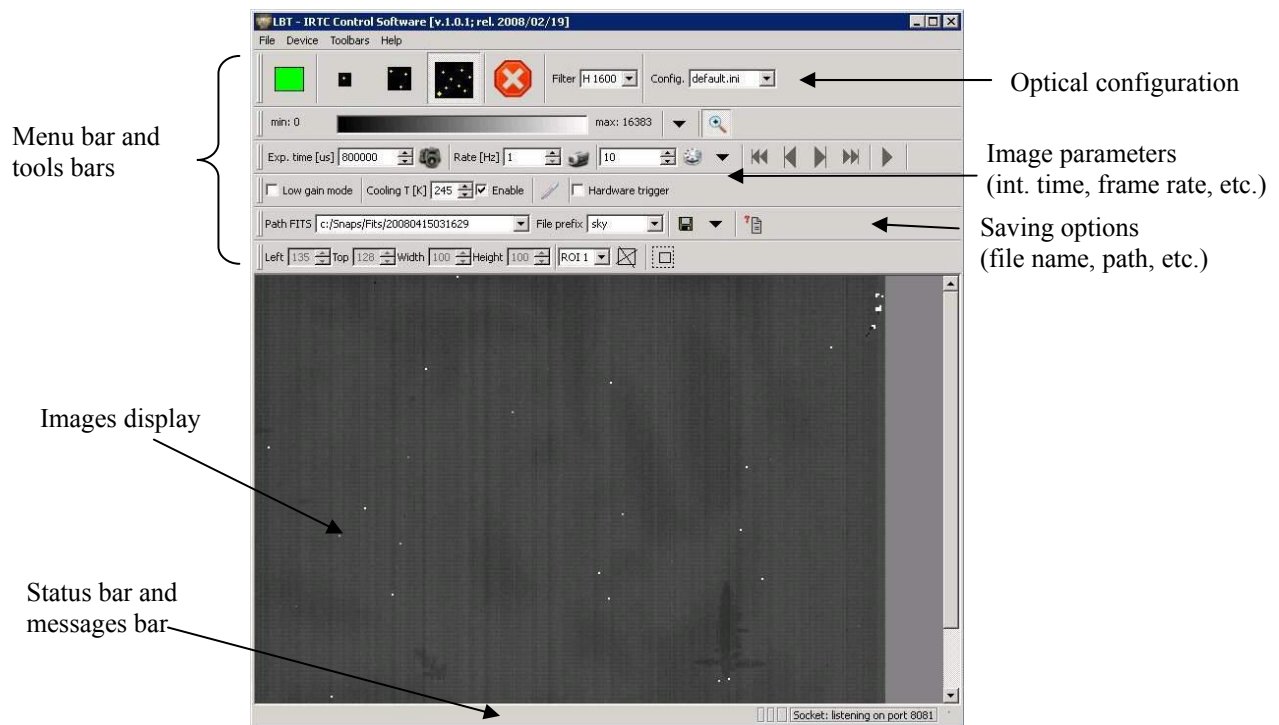 LBT - IRTC Control Software [v.1.0.1; rel. 2008/02/19]
File Device Toolbars Help
Filter H 1600 Config. default.ini
Optical configuration
min: 0 max: 16383
Menu bar and
tools bars
Exp. time [us] 800000 Rate [Hz] 1 10
Image parameters
(int. time, frame rate, etc.)
Low gain mode Cooling T [K] 245 Enable Hardware trigger
Path FITS c:/Snaps/Fits/20080415031629 File prefix sky
Saving options
(file name, path, etc.)
Left 135 Top 128 Width 100 Height 100 ROI 1
Images display
Status bar and
messages bar
Socket: listening on port 8081